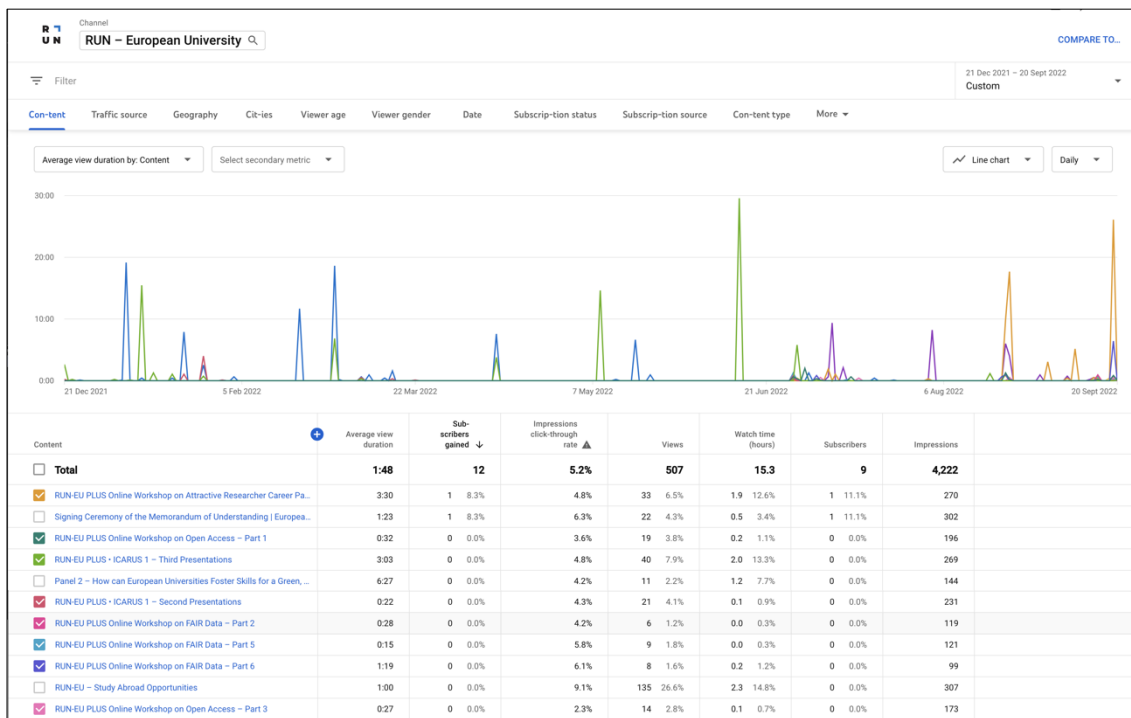 R
U N
Channel
RUN – European University
COMPARE TO...
Filter
21 Dec 2021 – 20 Sept 2022
Custom
Con-tent Traffic source Geography Cit-ies Viewer age Viewer gender Date Subscrip-tion status Subscrip-tion source Con-tent type More
Average view duration by: Content Select secondary metric Line chart Daily
30:00
20:00
10:00
0:00
21 Dec 2021 5 Feb 2022 22 Mar 2022 7 May 2022 21 Jun 2022 6 Aug 2022 20 Sept 2022
Content
Average view
duration
Sub-
scribers
gained
Impressions
click-through
rate
Views
Watch time
(hours)
Subscribers
Impressions
Total 1:48 12 5.2% 507 15.3 9 4,222
RUN-EU PLUS Online Workshop on Attractive Researcher Career Pa... 3:30 1 8.3% 4.8% 33 6.5% 1.9 12.6% 1 11.1% 270
Signing Ceremony of the Memorandum of Understanding | Europea... 1:23 1 8.3% 6.3% 22 4.3% 0.5 3.4% 1 11.1% 302
RUN-EU PLUS Online Workshop on Open Access – Part 1 0:32 0 0.0% 3.6% 19 3.8% 0.2 1.1% 0 0.0% 196
RUN-EU PLUS • ICARUS 1 – Third Presentations 3:03 0 0.0% 4.8% 40 7.9% 2.0 13.3% 0 0.0% 269
Panel 2 – How can European Universities Foster Skills for a Green, ... 6:27 0 0.0% 4.2% 11 2.2% 1.2 7.7% 0 0.0% 144
RUN-EU PLUS • ICARUS 1 – Second Presentations 0:22 0 0.0% 4.3% 21 4.1% 0.1 0.9% 0 0.0% 231
RUN-EU PLUS Online Workshop on FAIR Data – Part 2 0:28 0 0.0% 4.2% 6 1.2% 0.0 0.3% 0 0.0% 119
RUN-EU PLUS Online Workshop on FAIR Data – Part 5 0:15 0 0.0% 5.8% 9 1.8% 0.0 0.3% 0 0.0% 121
RUN-EU PLUS Online Workshop on FAIR Data – Part 6 1:19 0 0.0% 6.1% 8 1.6% 0.2 1.2% 0 0.0% 99
RUN-EU – Study Abroad Opportunities 1:00 0 0.0% 9.1% 135 26.6% 2.3 14.8% 0 0.0% 307
RUN-EU PLUS Online Workshop on Open Access – Part 3 0:27 0 0.0% 2.3% 14 2.8% 0.1 0.7% 0 0.0% 173